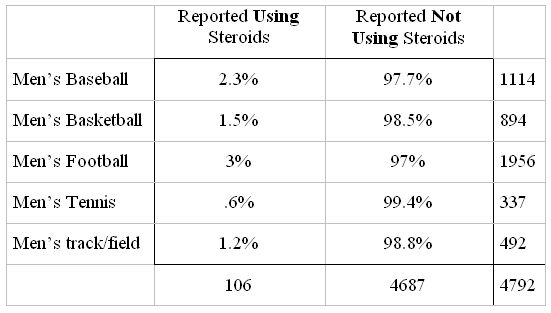 Reported Using Steroids
Reported Not Using Steroids
Men's Baseball 2.3% 97.7% 1114
Men's Basketball 1.5% 98.5% 894
Men's Football 3% 97% 1956
Men's Tennis .6% 99.4% 337
Men's track/field 1.2% 98.8% 492
106 4687 4792